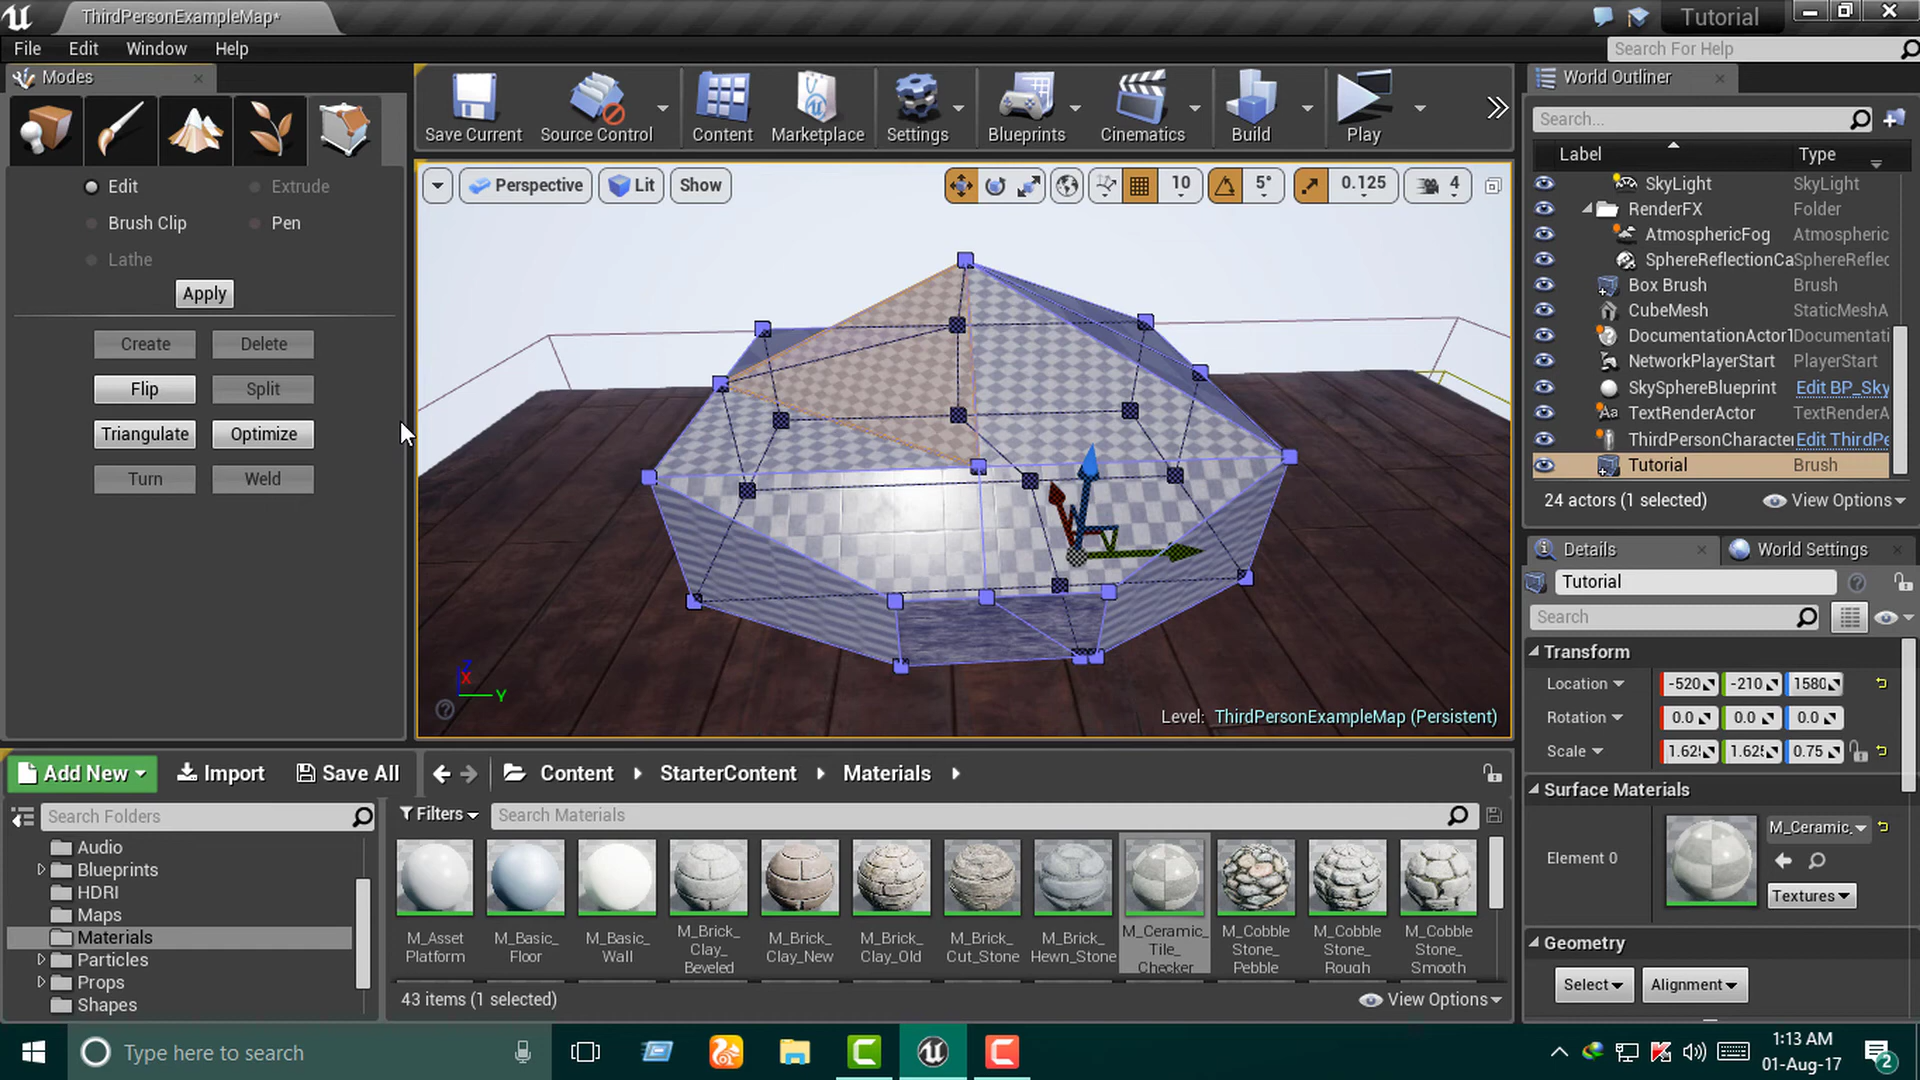 ThirdPersonExampleMap*
Tutorial
File Edit Window Help
Search For Help
Modes
Edit Extrude
Brush Clip Pen
Lathe
Apply
Create Delete
Flip Split
Triangulate Optimize
Turn Weld
Save Current Source Control Content Marketplace Settings Blueprints Cinematics Build Play
Perspective Lit Show
10 5° 0.125 4
Z
X
Y
Level: ThirdPersonExampleMap (Persistent)
World Outliner
Search...
Label Type
SkyLight SkyLight
RenderFX Folder
AtmosphericFog Atmospheric
SphereReflectionCa SphereReflec
Box Brush Brush
CubeMesh StaticMeshA
DocumentationActor1 Documentati
NetworkPlayerStart PlayerStart
SkySphereBlueprint Edit BP_Sky
TextRenderActor TextRenderA
ThirdPersonCharacter Edit ThirdPe
Tutorial Brush
24 actors (1 selected) View Options
Details World Settings
Tutorial
Search
Transform
Location -520 -210 1580
Rotation 0.0 0.0 0.0
Scale 1.625 1.625 0.75
Surface Materials
Element 0
M_Ceramic_
Textures
Geometry
Select Alignment
Add New Import Save All Content StarterContent Materials
Search Folders
Filters Search Materials
Audio
Blueprints
HDRI
Maps
Materials
Particles
Props
Shapes
M_Asset Platform
M_Basic_ Floor
M_Basic_ Wall
M_Brick_ Clay_ Beveled
M_Brick_ Clay_New
M_Brick_ Clay_Old
M_Brick_ Cut_Stone
M_Brick_ Hewn_Stone
M_Ceramic_ Tile_ Checker
M_Cobble Stone_ Pebble
M_Cobble Stone_ Rough
M_Cobble Stone_ Smooth
43 items (1 selected) View Options
Type here to search
1:13 AM
01-Aug-17
2